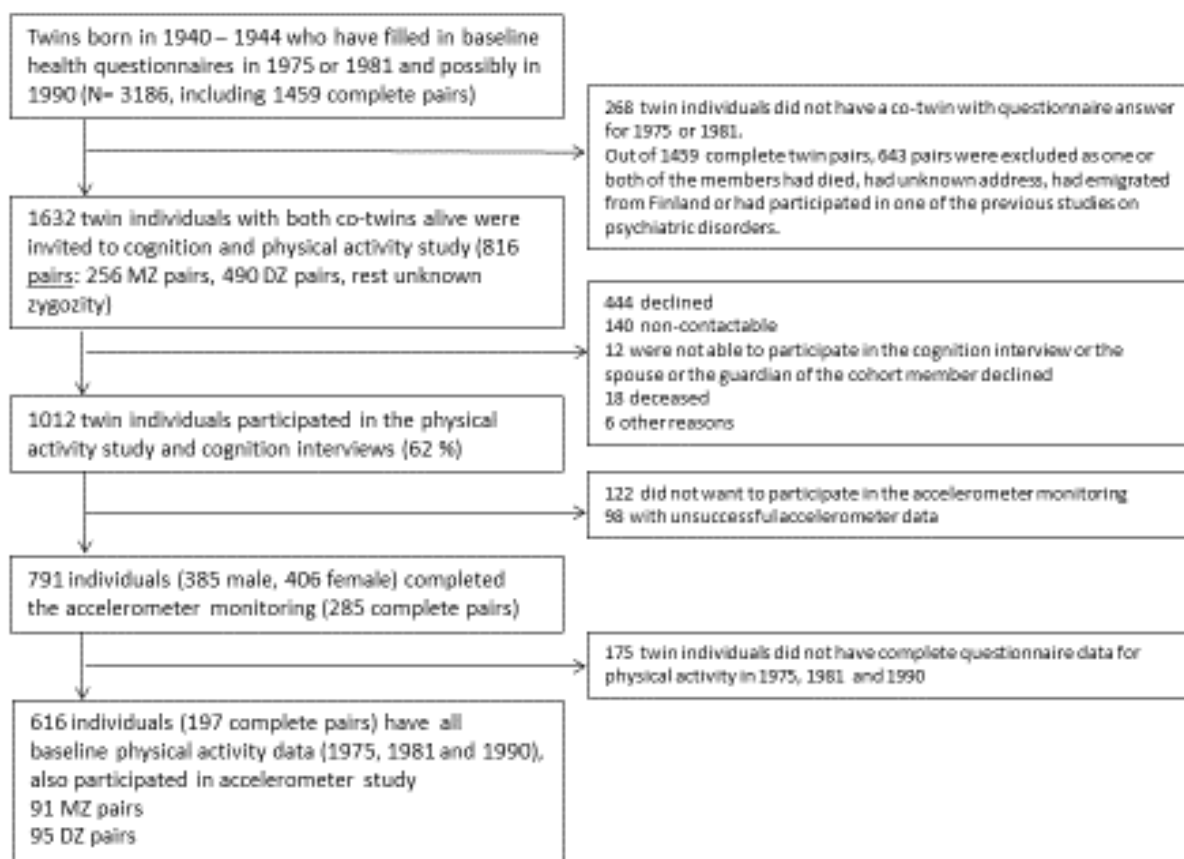 Twins born in 1940 – 1944 who have filled in baseline
health questionnaires in 1975 or 1981 and possibly in
1990 (N= 3186, including 1459 complete pairs)
268 twin individuals did not have a co-twin with questionnaire answer
for 1975 or 1981.
Out of 1459 complete twin pairs, 643 pairs were excluded as one or
both of the members had died, had unknown address, had emigrated
from Finland or had participated in one of the previous studies on
psychiatric disorders.
1632 twin individuals with both co-twins alive were
invited to cognition and physical activity study (816
pairs: 256 MZ pairs, 490 DZ pairs, rest unknown
zygozity)
444 declined
140 non-contactable
12 were not able to participate in the cognition interview or the
spouse or the guardian of the cohort member declined
18 deceased
6 other reasons
1012 twin individuals participated in the physical
activity study and cognition interviews (62 %)
122 did not want to participate in the accelerometer monitoring
98 with unsuccessful accelerometer data
791 individuals (385 male, 406 female) completed
the accelerometer monitoring (285 complete pairs)
175 twin individuals did not have complete questionnaire data for
physical activity in 1975, 1981 and 1990
616 individuals (197 complete pairs) have all
baseline physical activity data (1975, 1981 and 1990),
also participated in accelerometer study
91 MZ pairs
95 DZ pairs